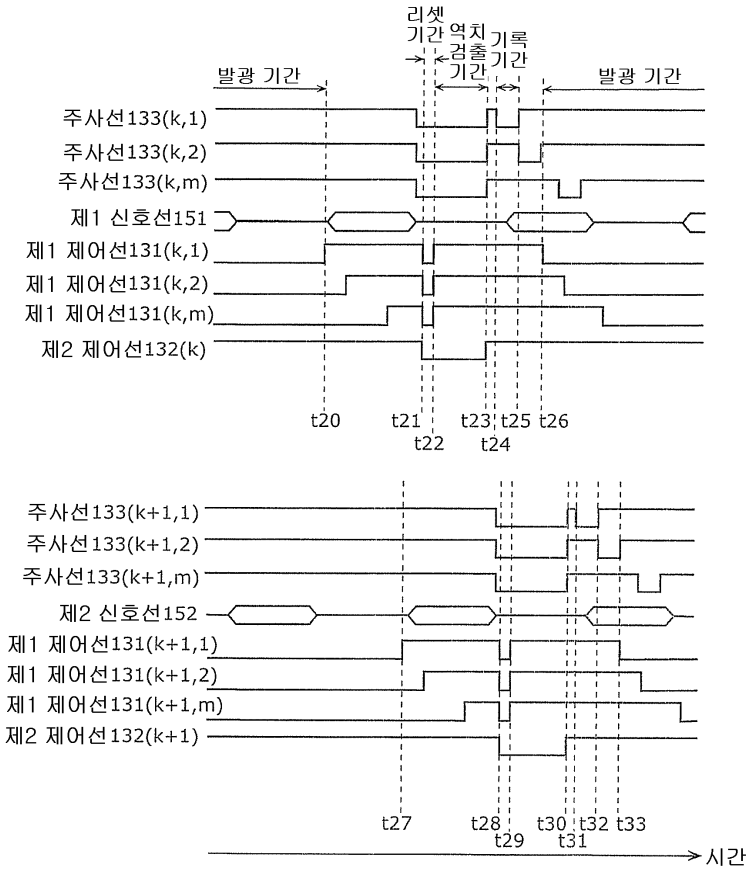 리셋 기간
역치 검출 기간
기록 기간
발광 기간
발광 기간
주사선133(k,1)
주사선133(k,2)
주사선133(k,m)
제1 신호선151
제1 제어선131(k,1)
제1 제어선131(k,2)
제1 제어선131(k,m)
제2 제어선132(k)
t20
t21
t22
t23
t24
t25
t26
주사선133(k+1,1)
주사선133(k+1,2)
주사선133(k+1,m)
제2 신호선152
제1 제어선131(k+1,1)
제1 제어선131(k+1,2)
제1 제어선131(k+1,m)
제2 제어선132(k+1)
t27
t28
t29
t30
t31
t32
t33
시간